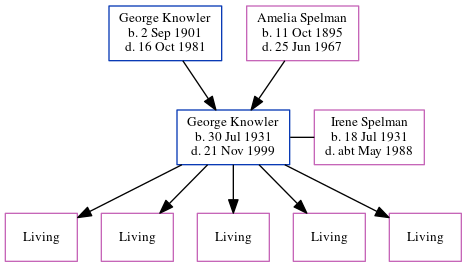 George Knowler
b. 2 Sep 1901
d. 16 Oct 1981
Amelia Spelman
b. 11 Oct 1895
d. 25 Jun 1967
George Knowler
b. 30 Jul 1931
d. 21 Nov 1999
Irene Spelman
b. 18 Jul 1931
d. abt May 1988
Living
Living
Living
Living
Living